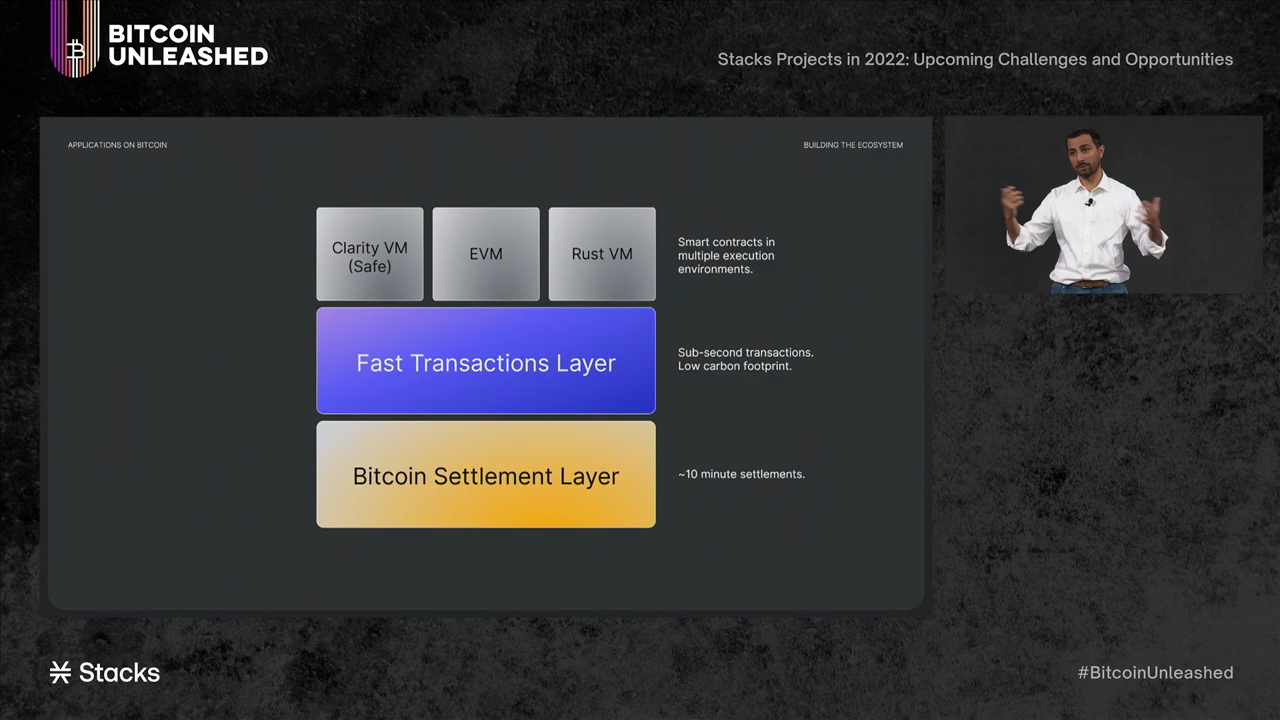 BITCOIN
UNLEASHED
Stacks Projects in 2022: Upcoming Challenges and Opportunities
APPLICATIONS ON BITCOIN
BUILDING THE ECOSYSTEM
Clarity VM
(Safe)
EVM
Rust VM
Smart contracts in
multiple execution
environments.
Fast Transactions Layer
Sub-second transactions.
Low carbon footprint.
Bitcoin Settlement Layer
~10 minute settlements.
Stacks
#BitcoinUnleashed